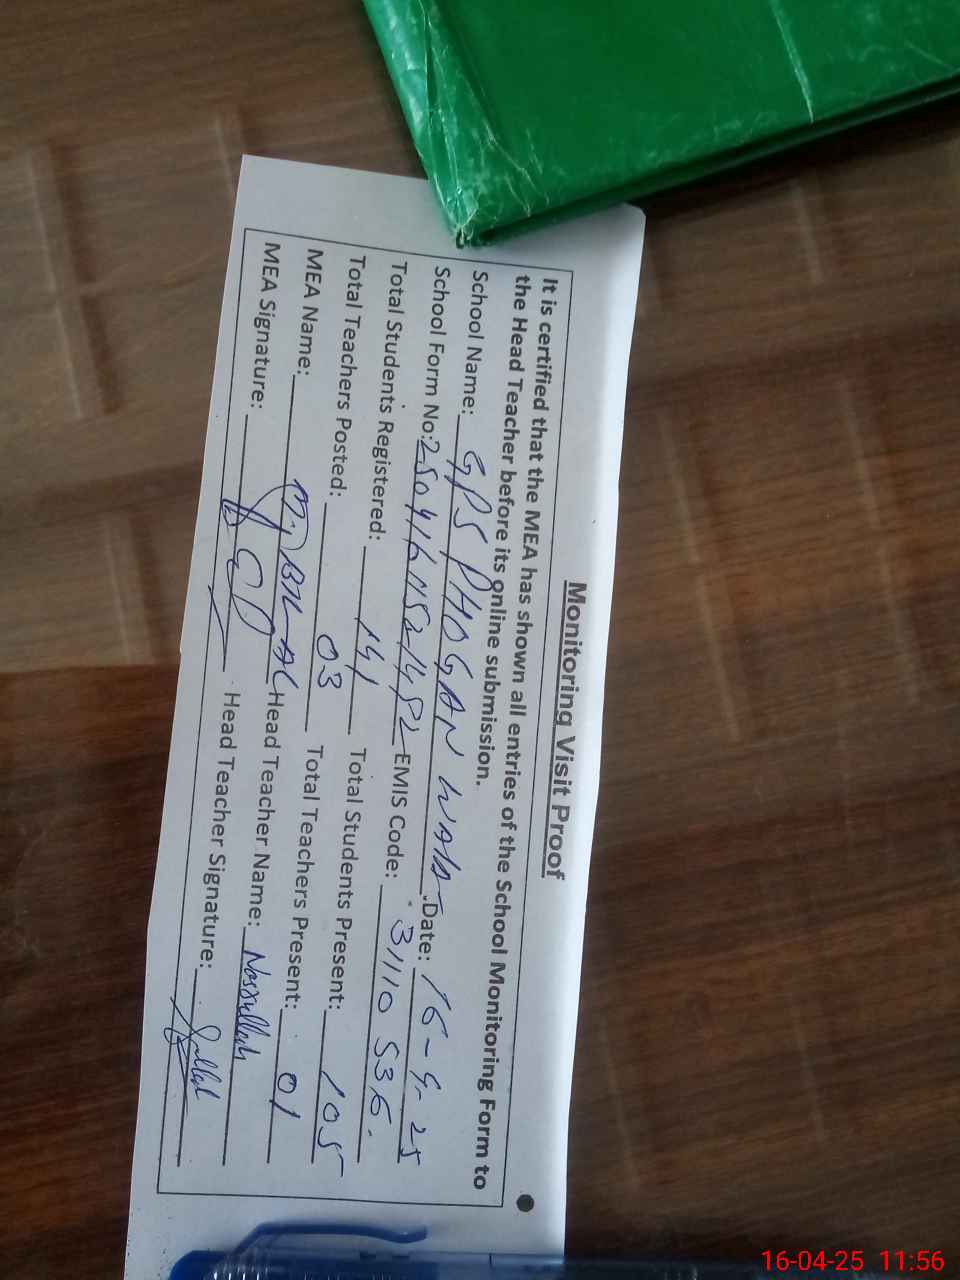 Monitoring Visit Proof
It is certified that the MEA has shown all entries of the School Monitoring Form to
the Head Teacher before its online submission.
School Name: GPS PHOGAN WALA Date: 16-4-25
School Form No: EMIS Code: 31110536.
Total Students Registered: 141 Total Students Present: 105
Total Teachers Posted: 03 Total Teachers Present: 01
MEA Name: Head Teacher Name: Nasrullah
MEA Signature: Head Teacher Signature:
16-04-25 11:56